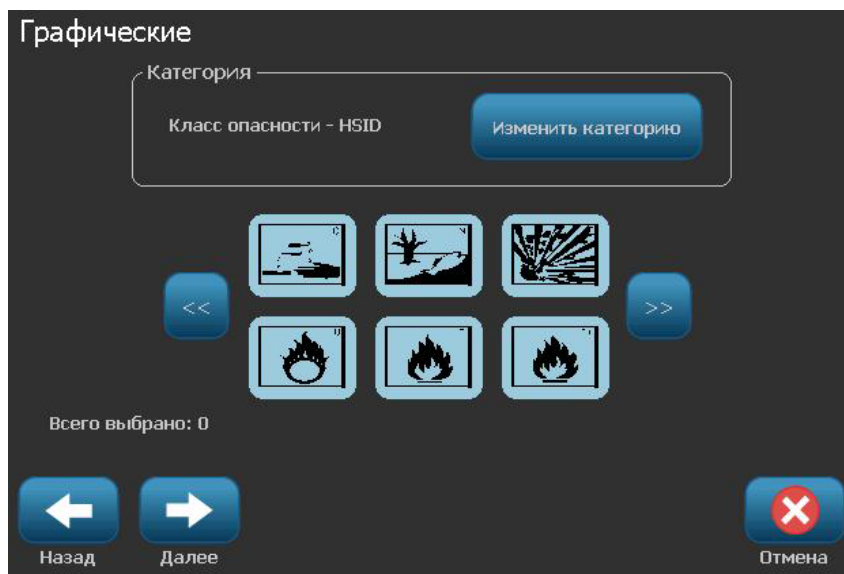 Графические
Категория
Класс опасности - HSID
Изменить категорию
<<
>>
Всего выбрано: 0
Назад
Далее
Отмена